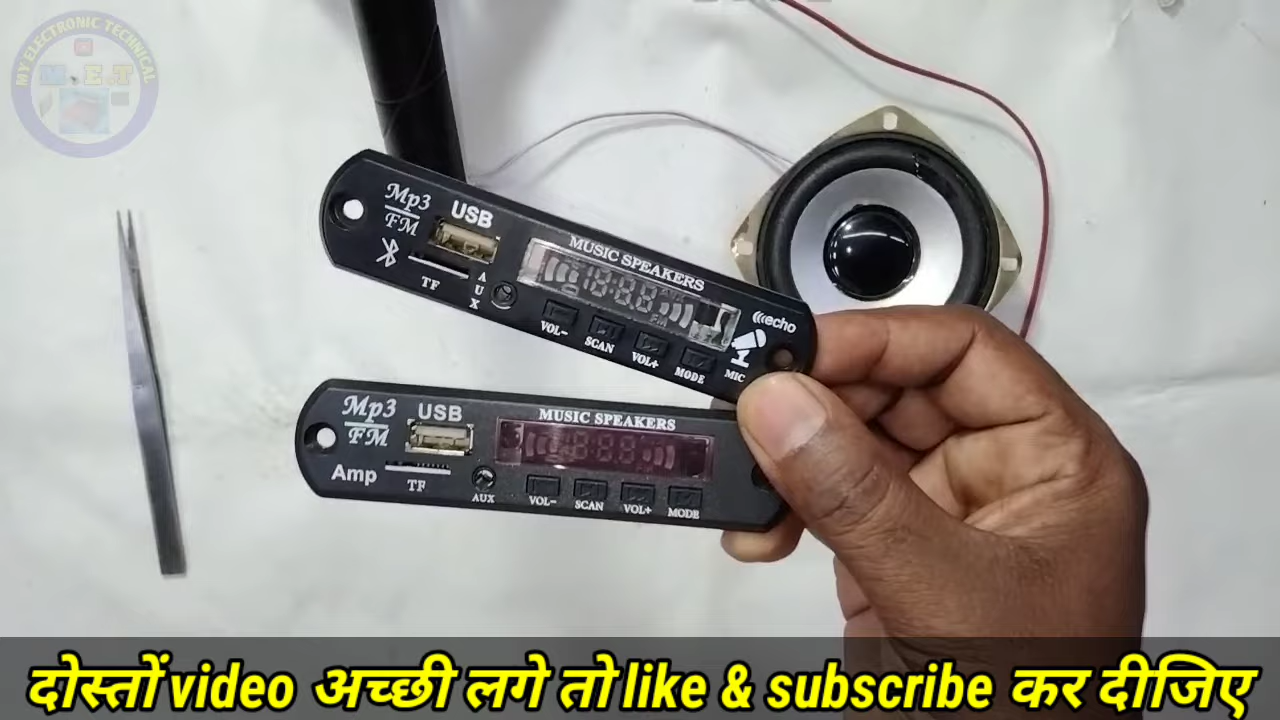 MY ELECTRONIC TECHNICAL
M.E.T
Mp3
FM
USB
TF
AUX
MUSIC SPEAKERS
VOL-
SCAN
VOL+
MODE
echo
MIC
Mp3
FM
USB
Amp
TF
AUX
MUSIC SPEAKERS
VOL-
SCAN
VOL+
MODE
दोस्तों video अच्छी लगे तो like & subscribe कर दीजिए